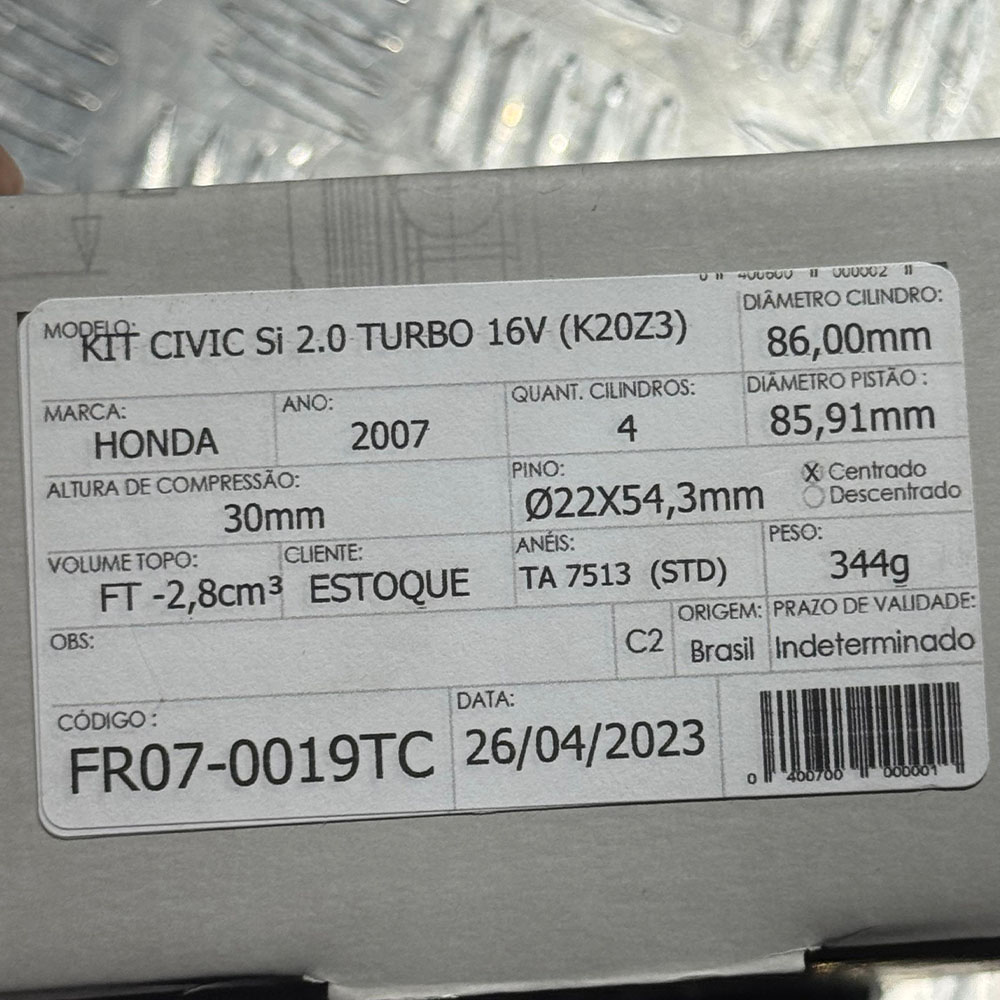 0 400600 000002
MODELO: KIT CIVIC Si 2.0 TURBO 16V (K20Z3)
DIÂMETRO CILINDRO:
86,00mm
MARCA:
HONDA
ANO:
2007
QUANT. CILINDROS:
4
DIÂMETRO PISTÃO :
85,91mm
ALTURA DE COMPRESSÃO:
30mm
PINO:
Ø22X54,3mm
X Centrado
Descentrado
VOLUME TOPO:
FT -2,8cm³
CLIENTE:
ESTOQUE
ANÉIS:
TA 7513 (STD)
PESO:
344g
OBS:
C2
ORIGEM:
Brasil
PRAZO DE VALIDADE:
Indeterminado
CÓDIGO :
FR07-0019TC
DATA:
26/04/2023
0 400700 000001